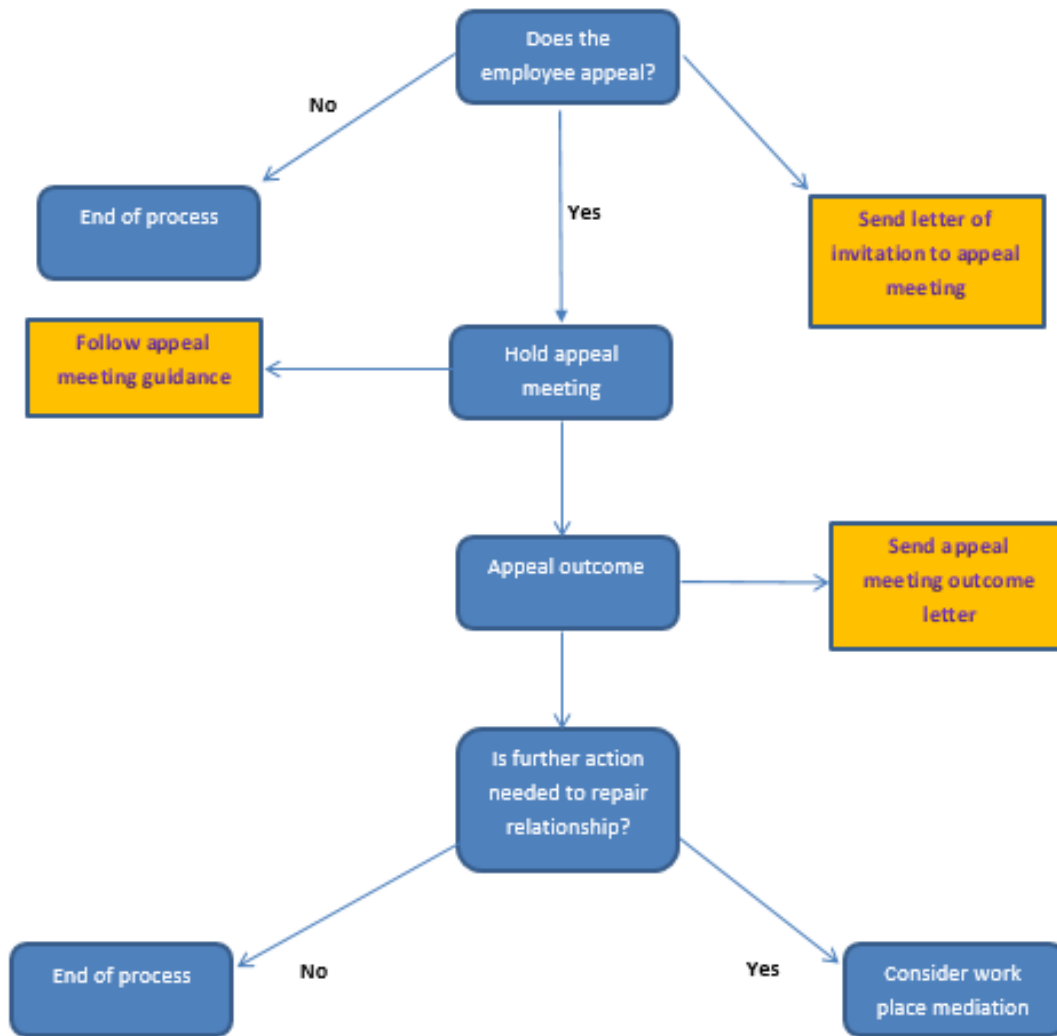 Does the
employee appeal?
No
End of process
Yes
Send letter of
invitation to appeal
meeting
Follow appeal
meeting guidance
Hold appeal
meeting
Appeal outcome
Send appeal
meeting outcome
letter
Is further action
needed to repair
relationship?
End of process
No
Yes
Consider work
place mediation